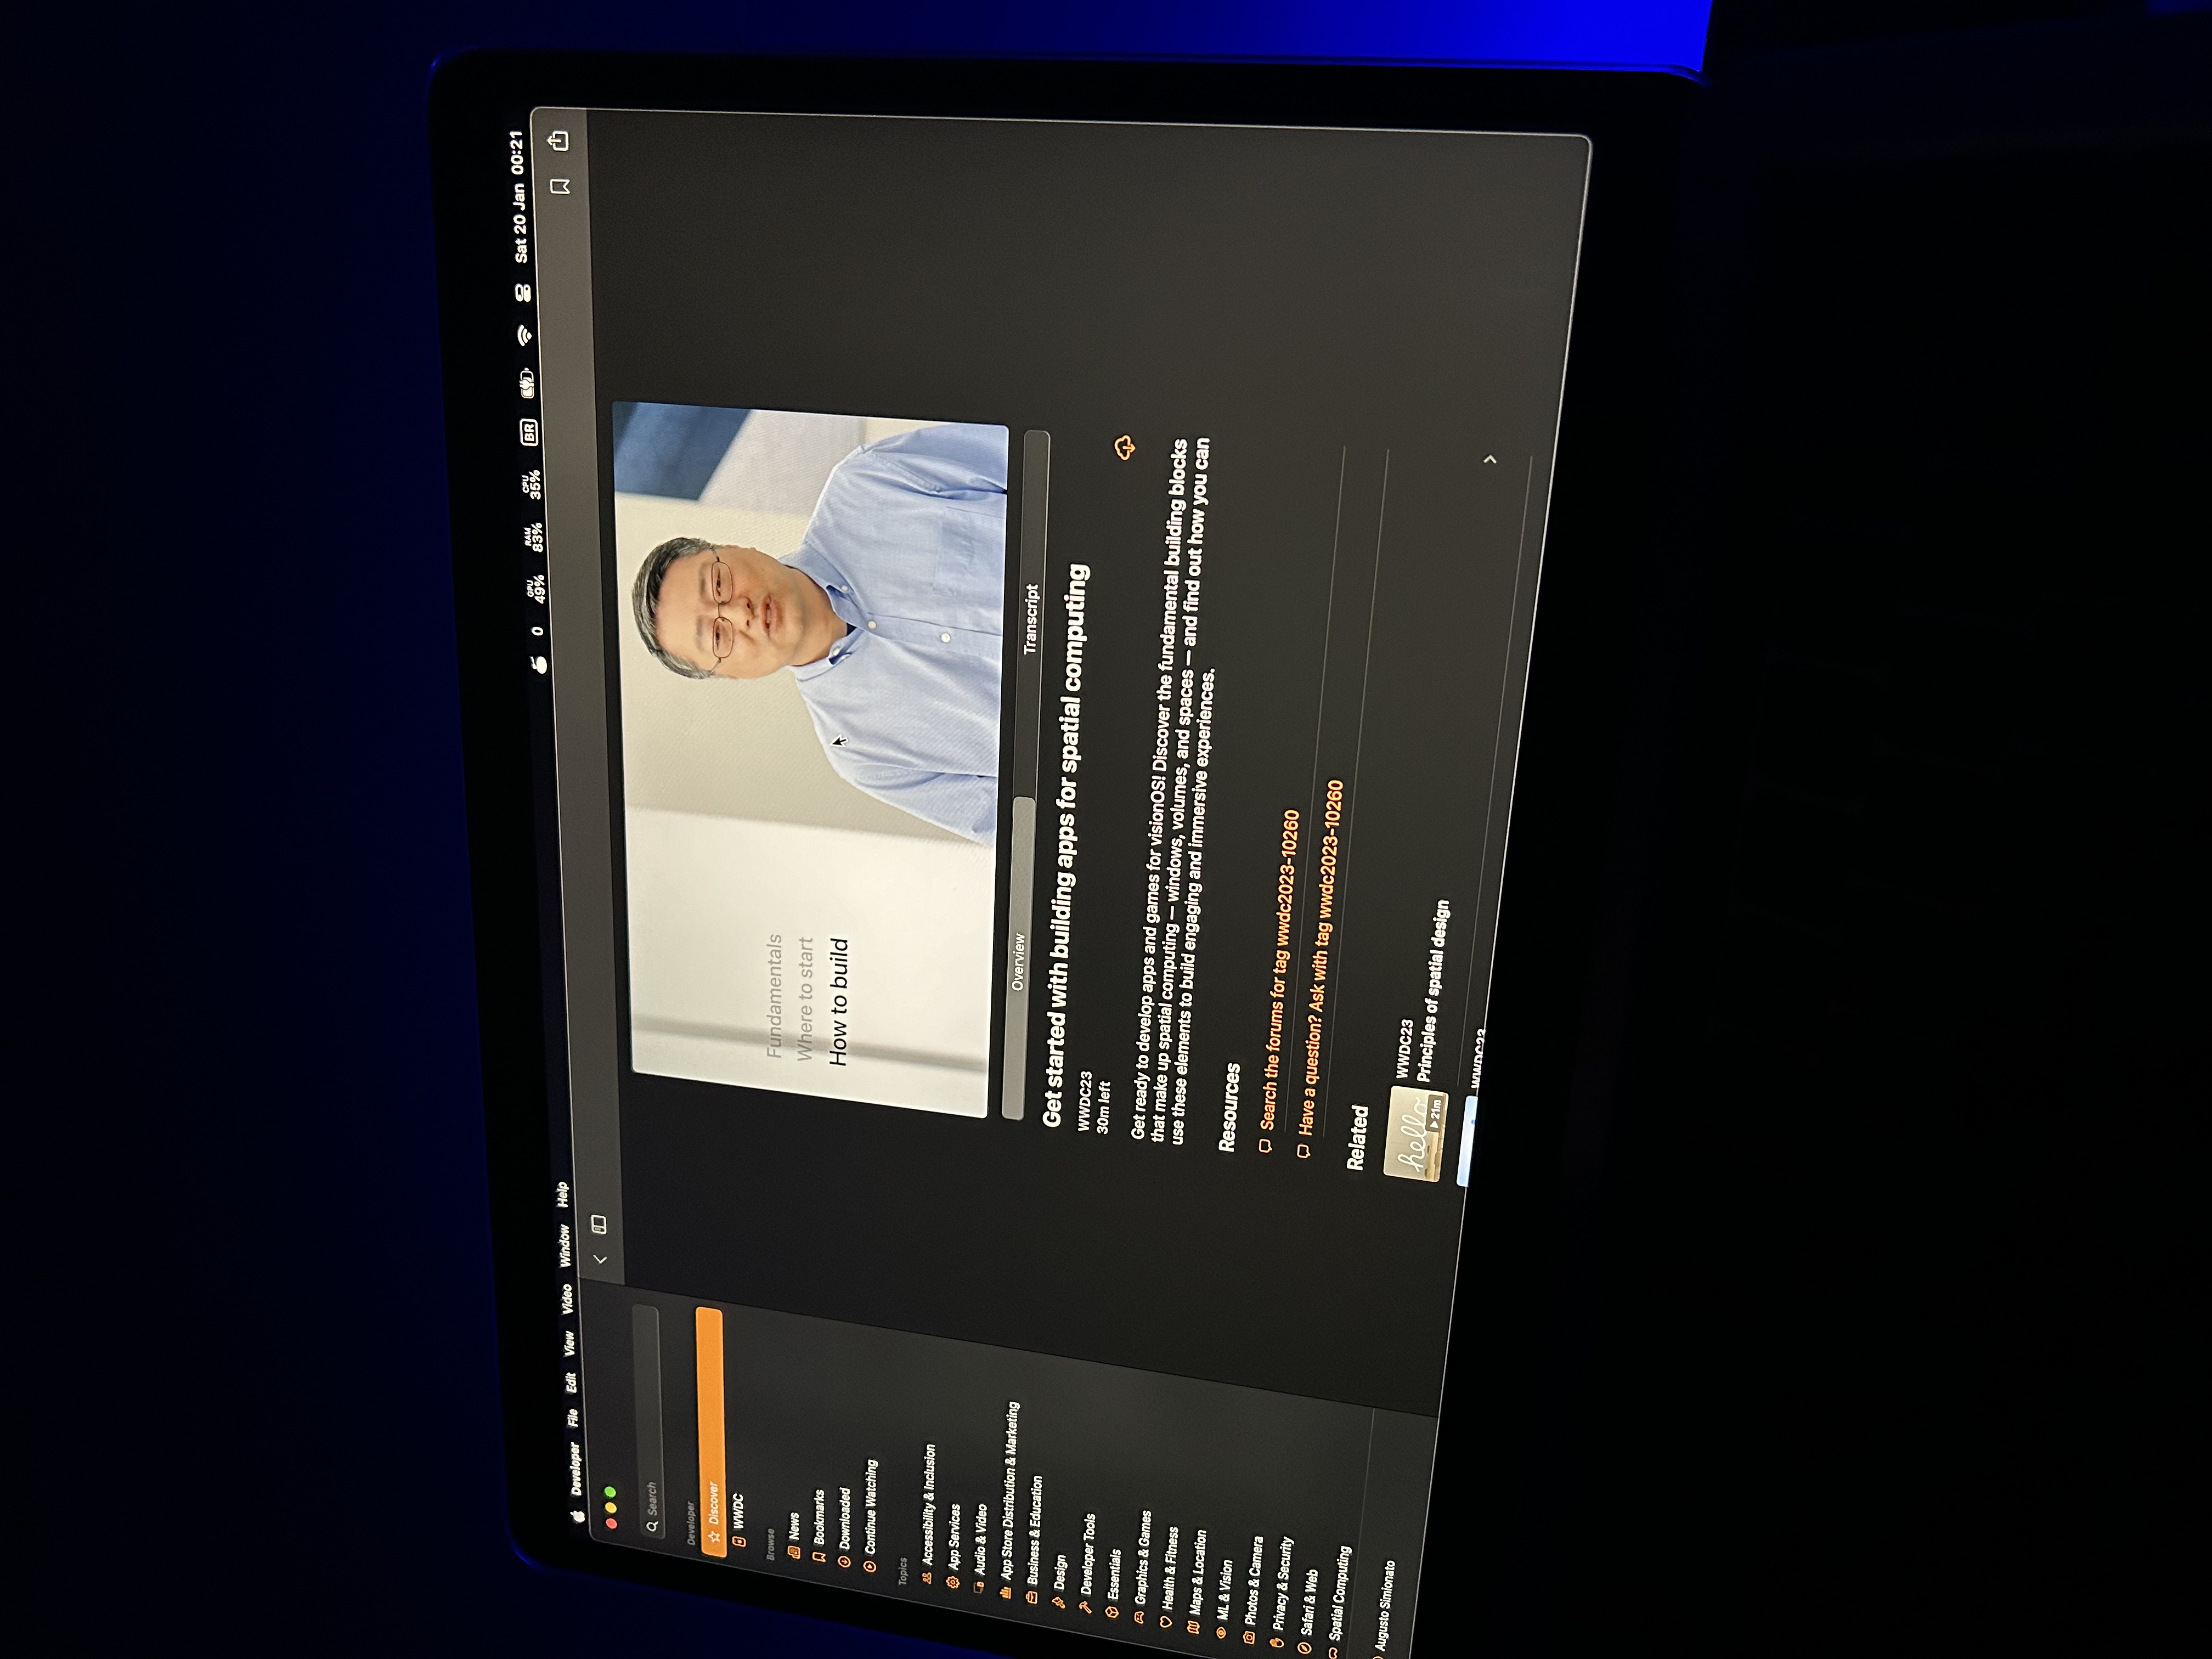 Developer File Edit View Video Window Help
0 GPU 49% RAM 83% CPU 35% BR Sat 20 Jan 00:21
Search
Developer
Discover
WWDC
Browse
News
Bookmarks
Downloaded
Continue Watching
Topics
Accessibility & Inclusion
App Services
Audio & Video
App Store Distribution & Marketing
Business & Education
Design
Developer Tools
Essentials
Graphics & Games
Health & Fitness
Maps & Location
ML & Vision
Photos & Camera
Privacy & Security
Safari & Web
Spatial Computing
Augusto Simionato
Fundamentals
Where to start
How to build
Overview Transcript
Get started with building apps for spatial computing
WWDC23
30m left
Get ready to develop apps and games for visionOS! Discover the fundamental building blocks
that make up spatial computing — windows, volumes, and spaces — and find out how you can
use these elements to build engaging and immersive experiences.
Resources
Search the forums for tag wwdc2023-10260
Have a question? Ask with tag wwdc2023-10260
Related
hello
21m
WWDC23
Principles of spatial design
WWDC23